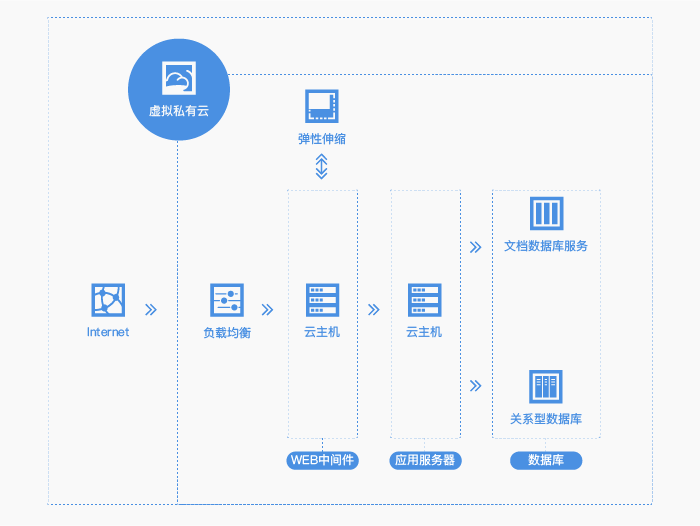 虚拟私有云
弹性伸缩
文档数据库服务
Internet
负载均衡
云主机
云主机
关系型数据库
WEB中间件
应用服务器
数据库